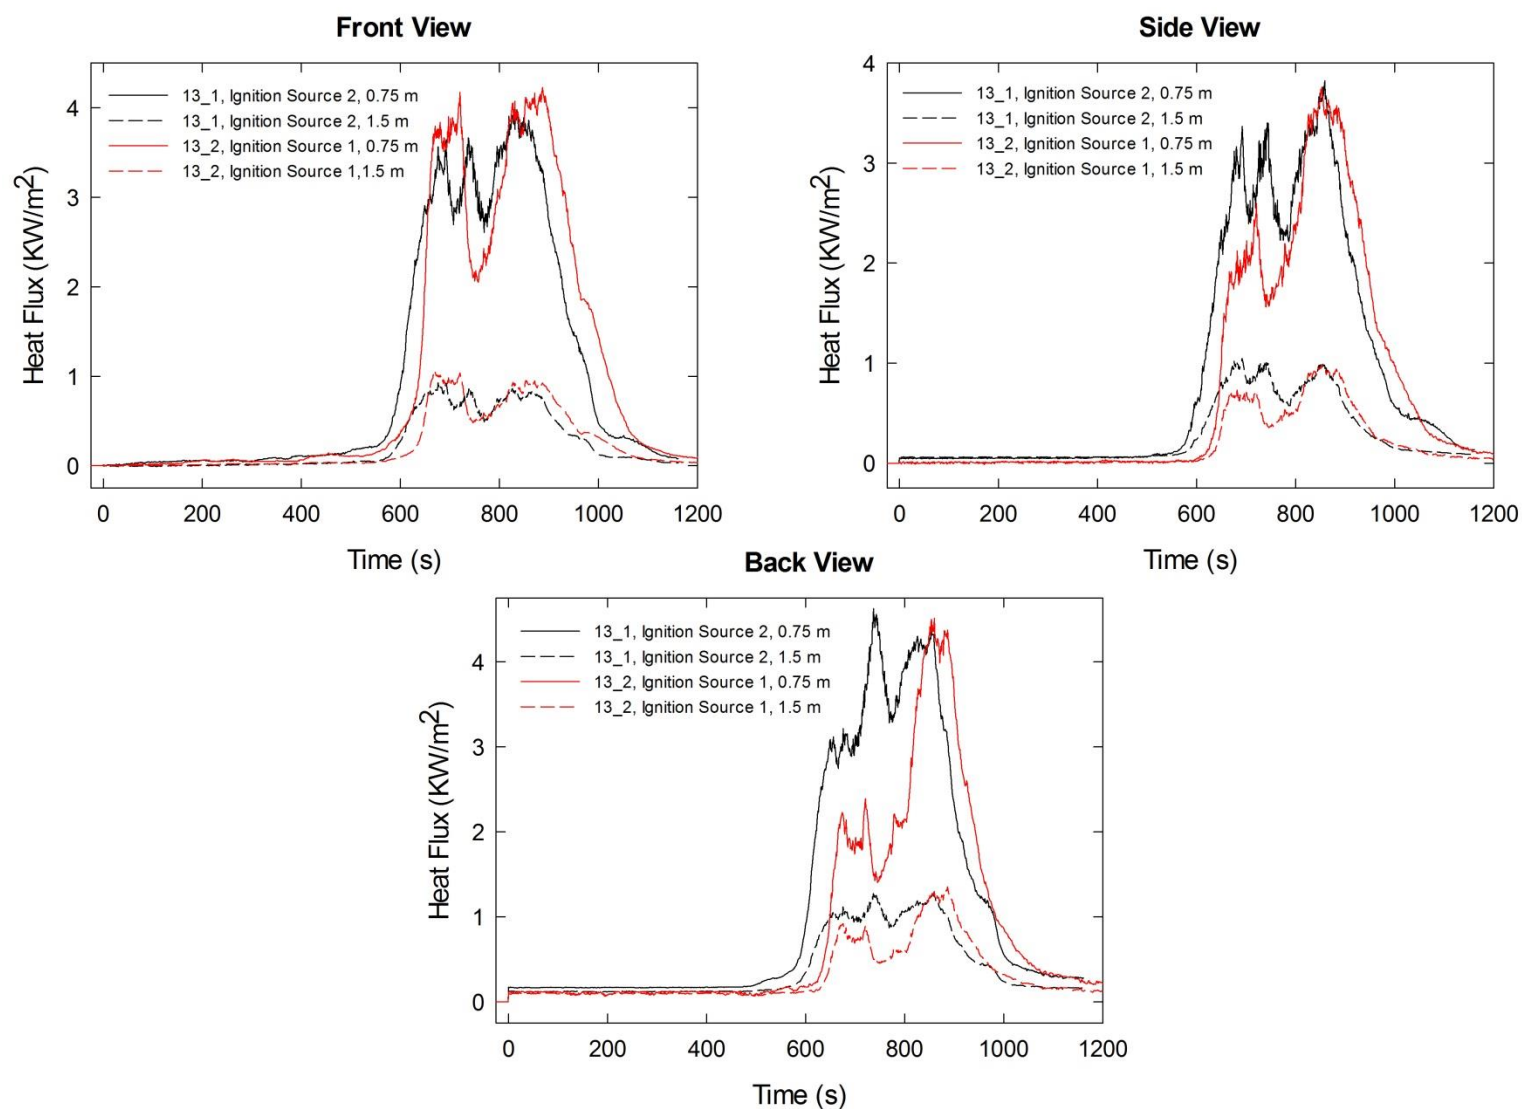 Front View
Heat Flux (KW/m2)
4
3
2
1
0
13_1, Ignition Source 2, 0.75 m
13_1, Ignition Source 2, 1.5 m
13_2, Ignition Source 1, 0.75 m
13_2, Ignition Source 1,1.5 m
0 200 400 600 800 1000 1200
Time (s)
Side View
Heat Flux (KW/m2)
4
3
2
1
0
13_1, Ignition Source 2, 0.75 m
13_1, Ignition Source 2, 1.5 m
13_2, Ignition Source 1, 0.75 m
13_2, Ignition Source 1, 1.5 m
0 200 400 600 800 1000 1200
Time (s)
Back View
Heat Flux (KW/m2)
4
3
2
1
0
13_1, Ignition Source 2, 0.75 m
13_1, Ignition Source 2, 1.5 m
13_2, Ignition Source 1, 0.75 m
13_2, Ignition Source 1, 1.5 m
0 200 400 600 800 1000 1200
Time (s)